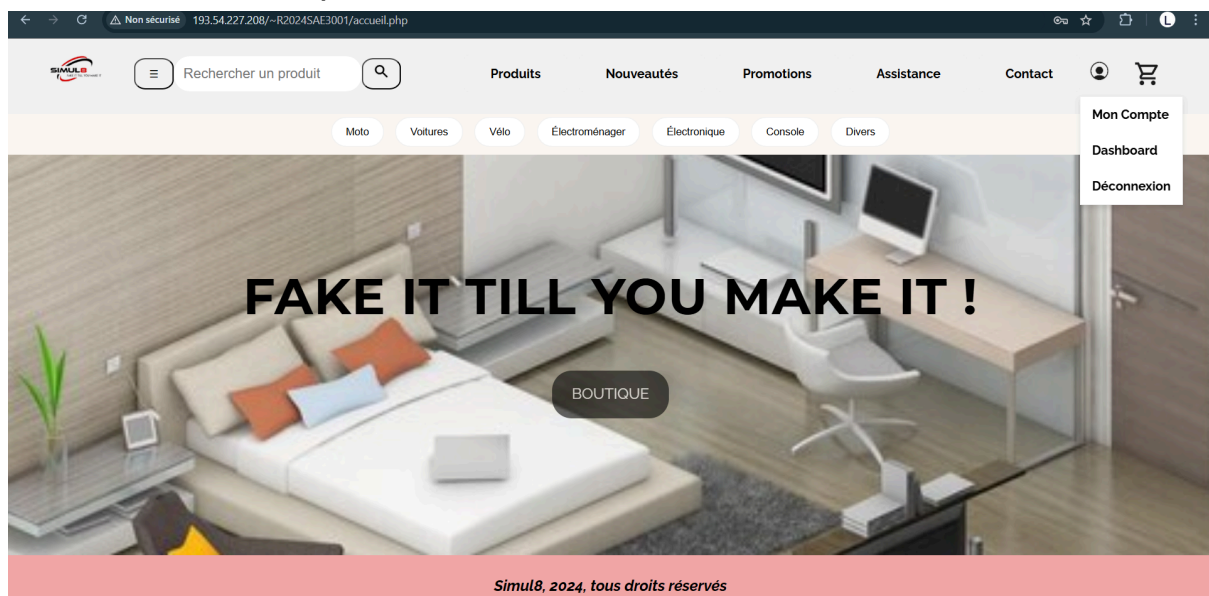 Non sécurisé 193.54.227.208/~R2024SAE3001/accueil.php
L
SIMUL8
Rechercher un produit
Produits Nouveautés Promotions Assistance Contact
Mon Compte
Dashboard
Déconnexion
Moto Voitures Vélo Électroménager Électronique Console Divers
FAKE IT TILL YOU MAKE IT !
BOUTIQUE
Simul8, 2024, tous droits réservés